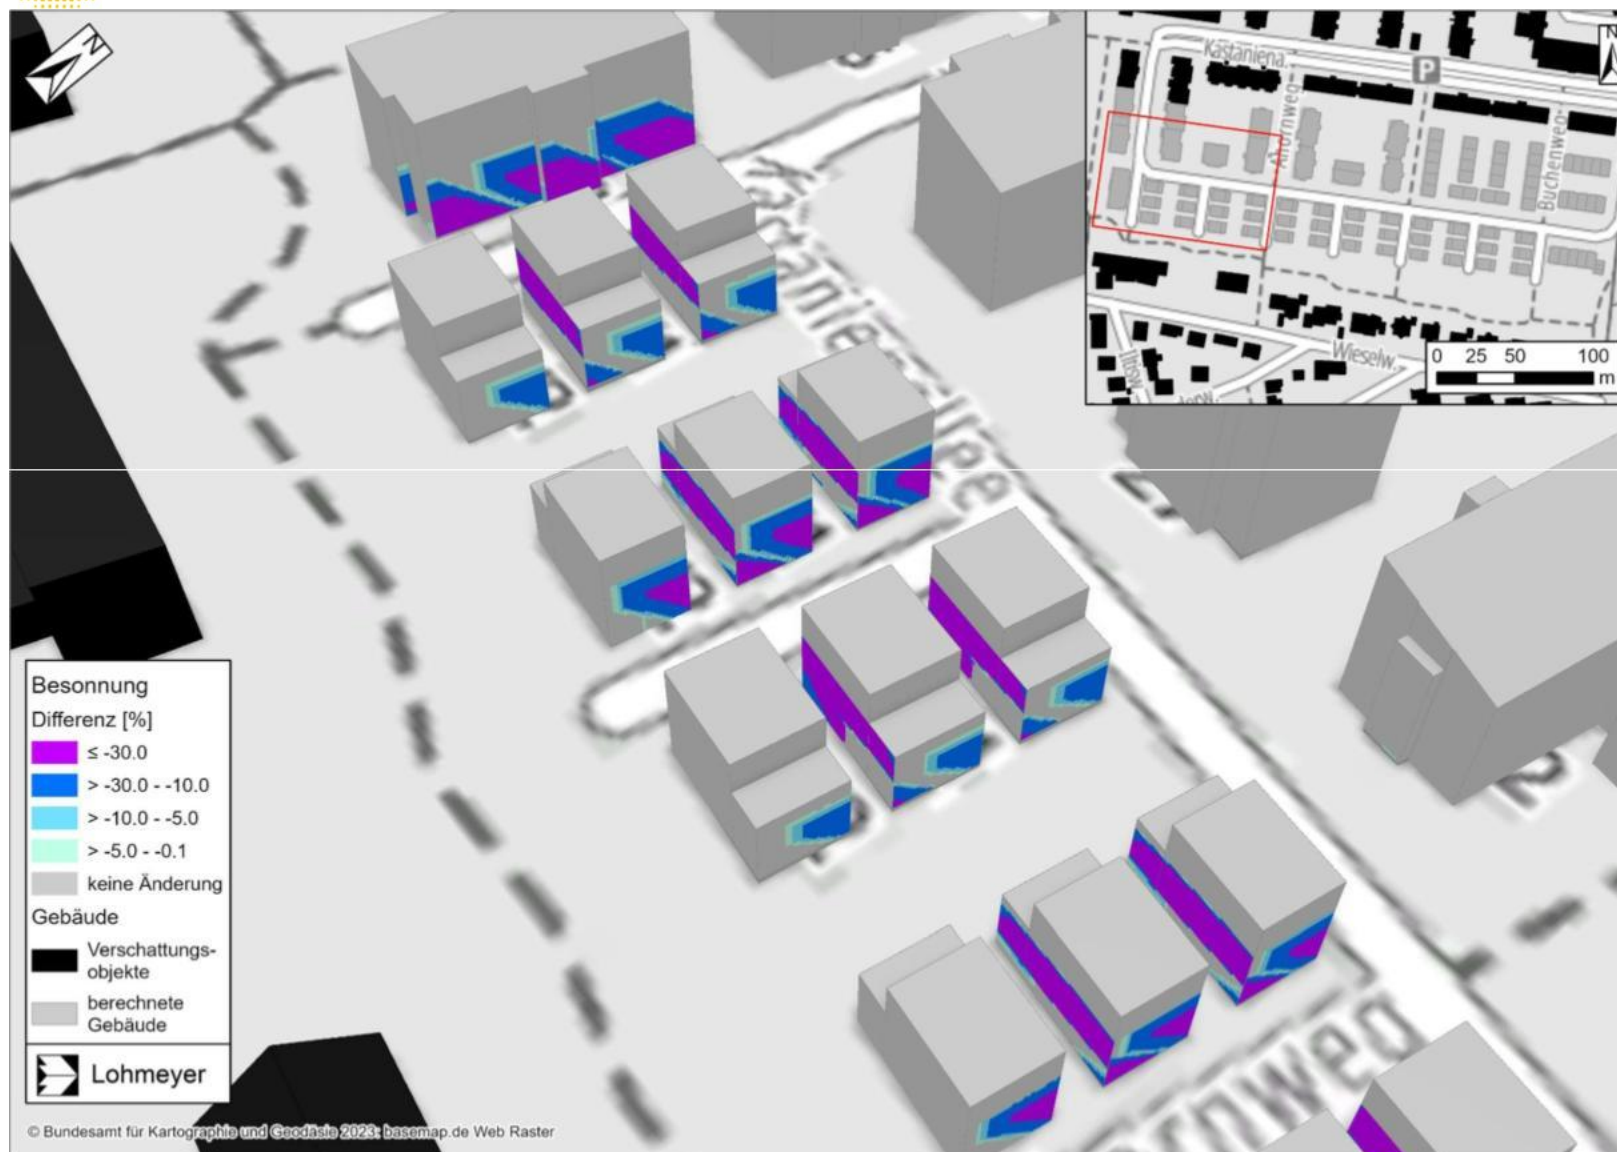 N
N
Kastaniena.
P
Ahornweg
Buchenweg
Wieselw.
0 25 50 100
m
Kastanienallee
Besonnung
Differenz [%]
≤ -30.0
> -30.0 - -10.0
> -10.0 - -5.0
> -5.0 - -0.1
keine Änderung
Gebäude
Verschattungs-
objekte
berechnete
Gebäude
Lohmeyer
© Bundesamt für Kartographie und Geodäsie 2023; basemap.de Web Raster